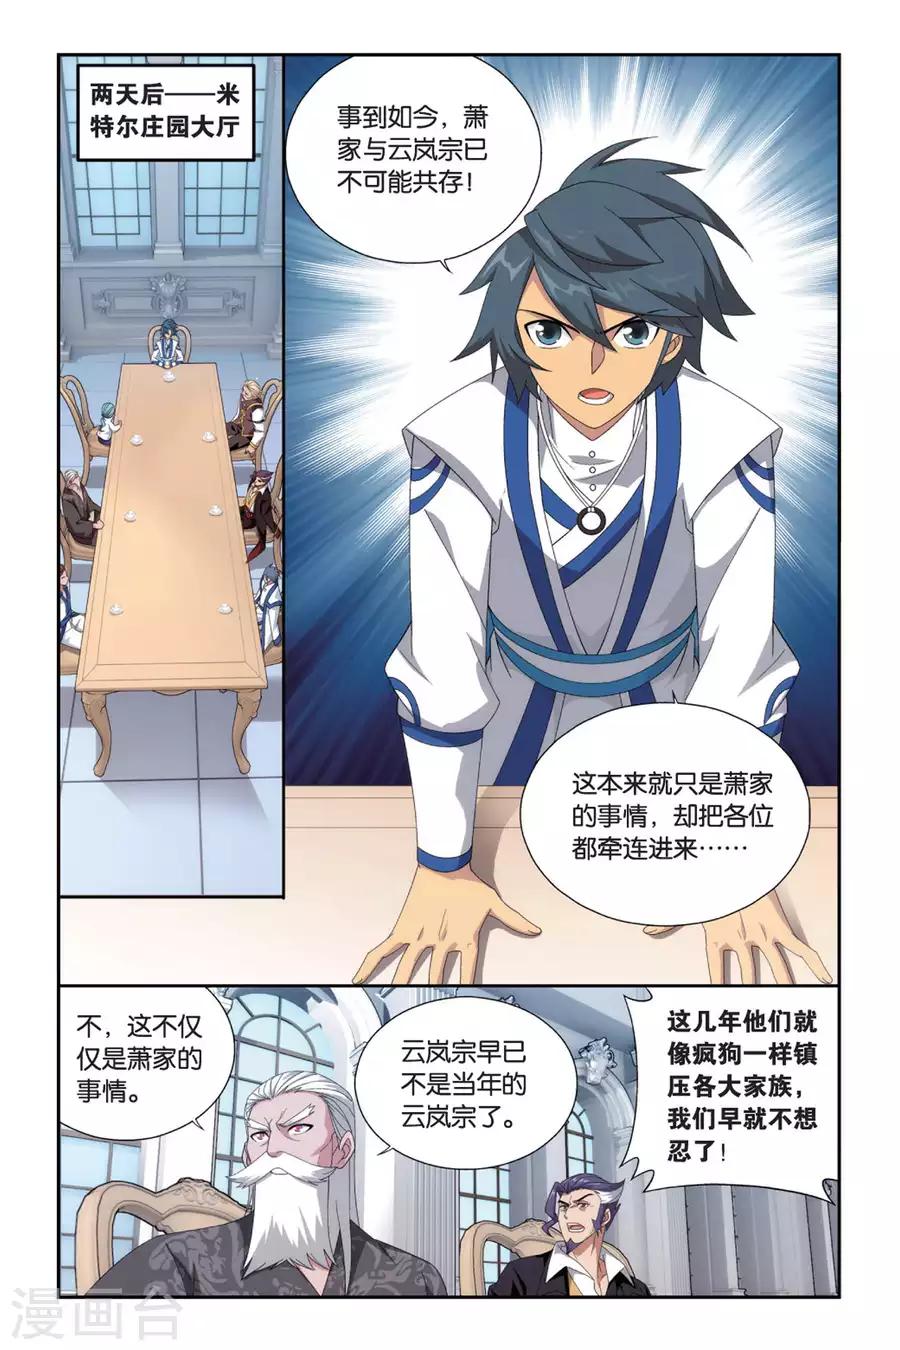 两天后——米
特尔庄园大厅
事到如今，萧
家与云岚宗已
不可能共存！
这本来就只是萧家
的事情，却把各位
都牵连进来……
不，这不仅
仅是萧家的
事情。
云岚宗早已
不是当年的
云岚宗了。
这几年他们就
像疯狗一样镇
压各大家族，
我们早就不想
忍了！
漫画台